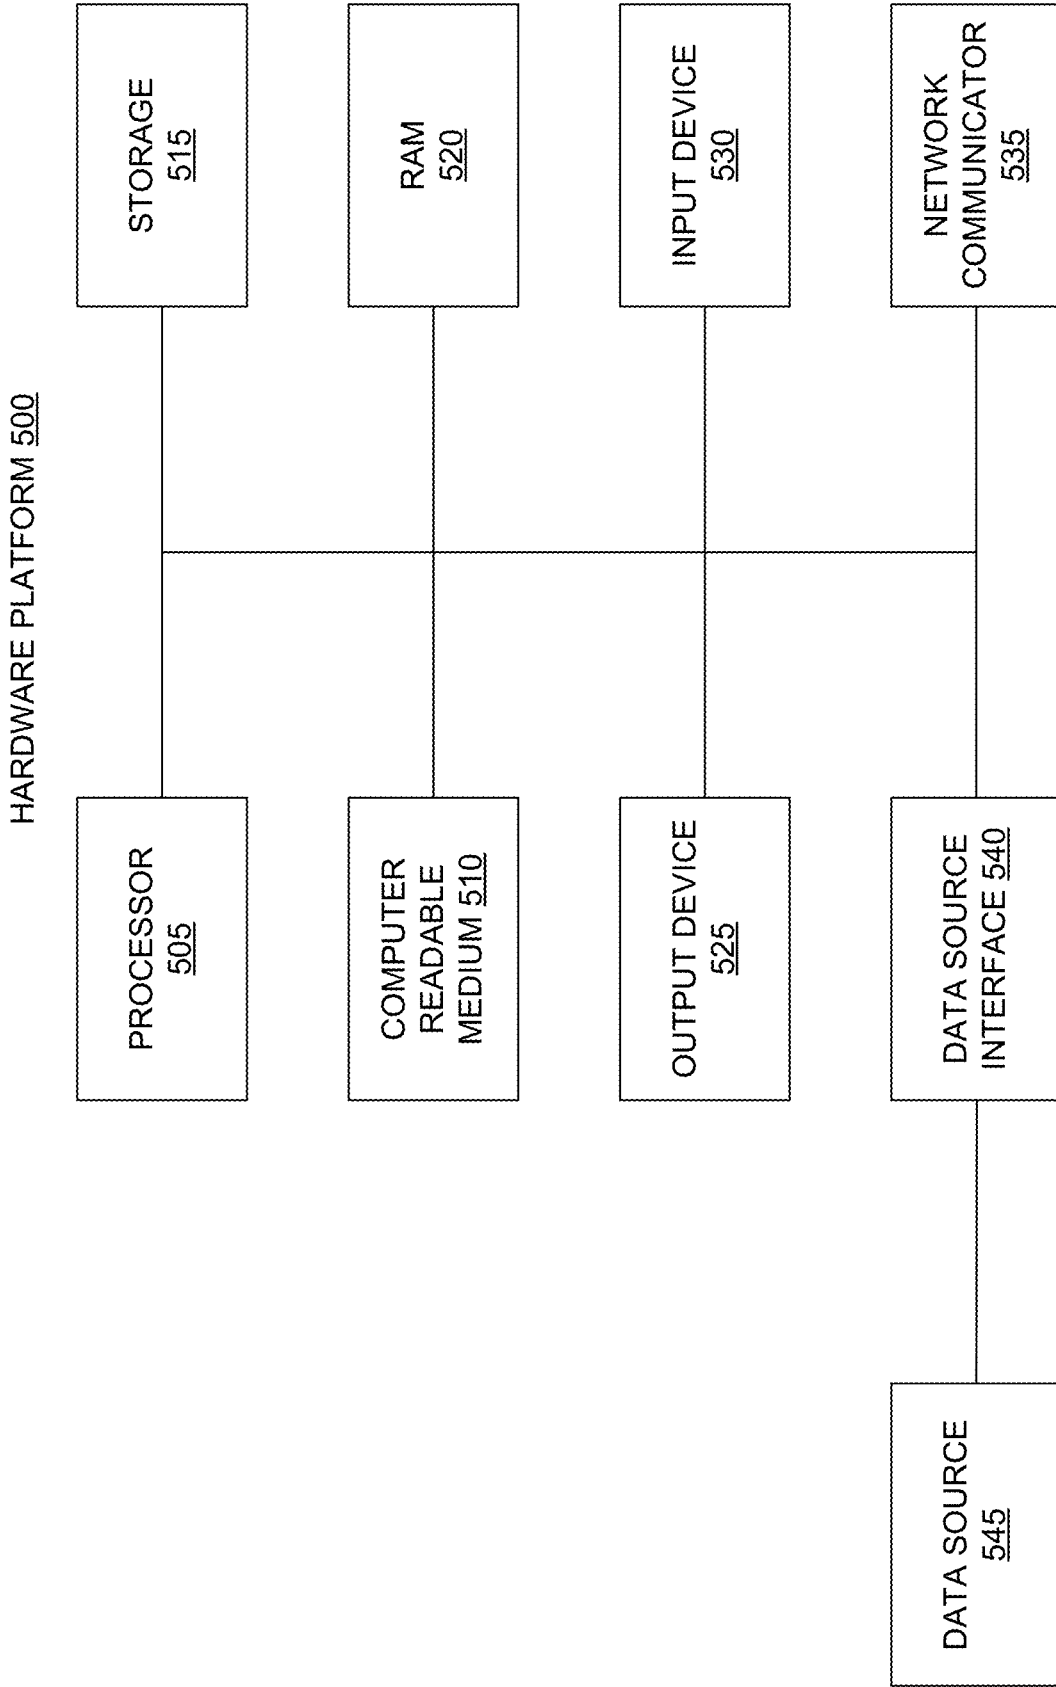 HARDWARE PLATFORM 500
PROCESSOR
505
STORAGE
515
COMPUTER
READABLE
MEDIUM 510
RAM
520
OUTPUT DEVICE
525
INPUT DEVICE
530
DATA SOURCE
545
DATA SOURCE
INTERFACE 540
NETWORK
COMMUNICATOR
535